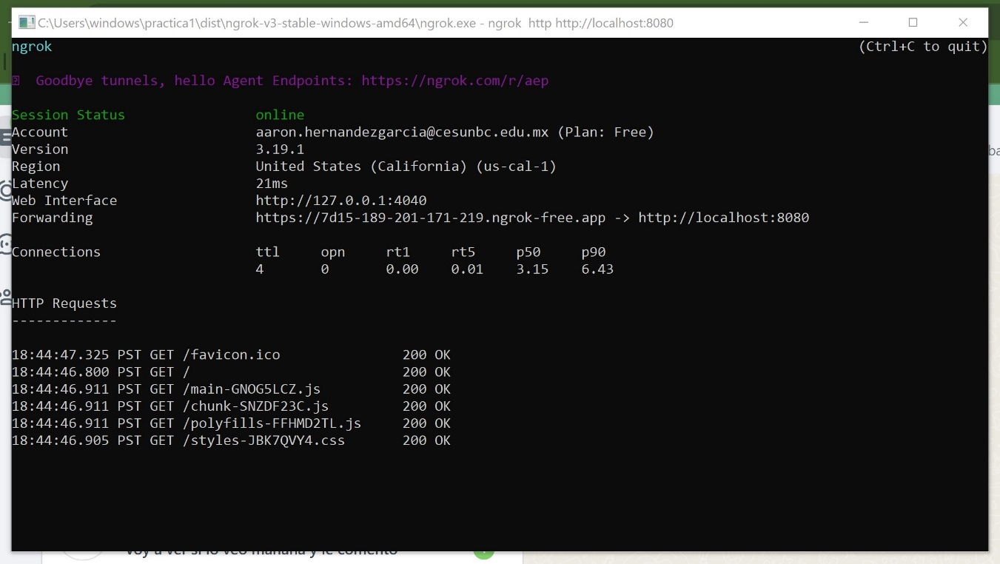 C:\Users\windows\practica1\dist\ngrok-v3-stable-windows-amd64\ngrok.exe - ngrok  http http://localhost:8080
ngrok (Ctrl+C to quit)
Goodbye tunnels, hello Agent Endpoints: https://ngrok.com/r/aep
Session Status online
Account aaron.hernandezgarcia@cesunbc.edu.mx (Plan: Free)
Version 3.19.1
Region United States (California) (us-cal-1)
Latency 21ms
Web Interface http://127.0.0.1:4040
Forwarding https://7d15-189-201-171-219.ngrok-free.app -> http://localhost:8080
Connections ttl opn rt1 rt5 p50 p90
4 0 0.00 0.01 3.15 6.43
HTTP Requests
-------------
18:44:47.325 PST GET /favicon.ico 200 OK
18:44:46.800 PST GET / 200 OK
18:44:46.911 PST GET /main-GNOG5LCZ.js 200 OK
18:44:46.911 PST GET /chunk-SNZDF23C.js 200 OK
18:44:46.911 PST GET /polyfills-FFHMD2TL.js 200 OK
18:44:46.905 PST GET /styles-JBK7QVY4.css 200 OK
voy a ver si lo veo mañana y le comento